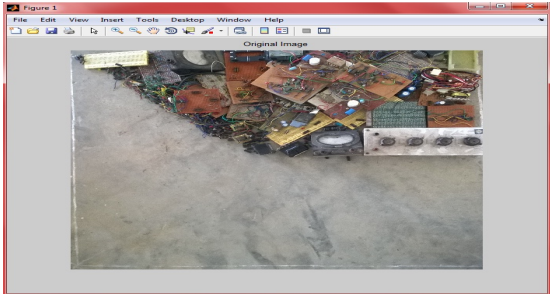 Figure 1
File Edit View Insert Tools Desktop Window Help
Original Image